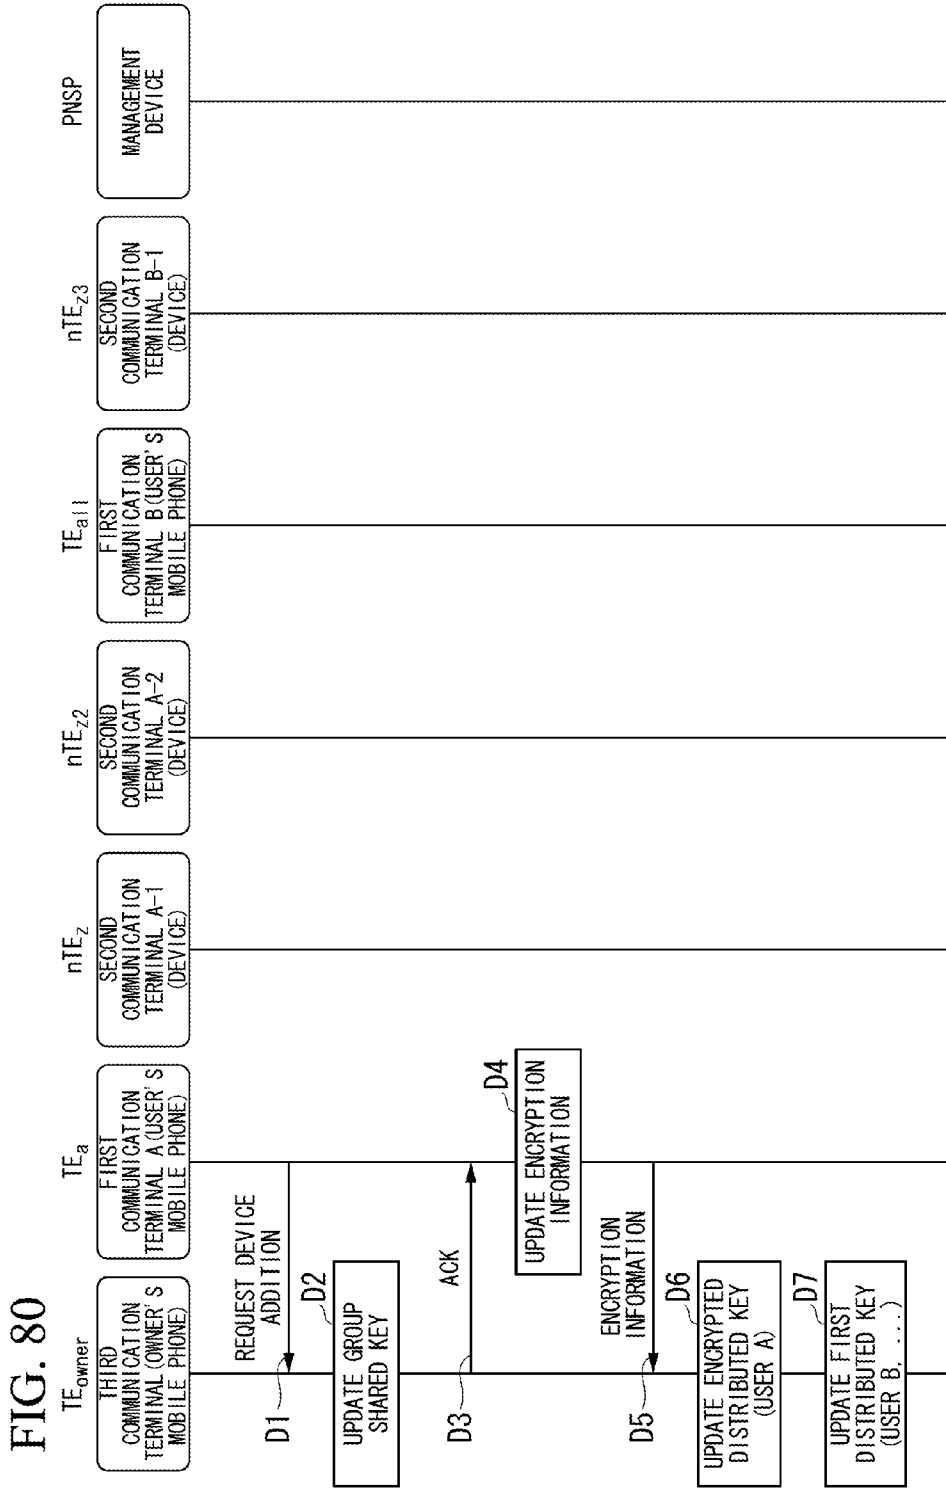 FIG. 80
TEowner
THIRD
COMMUNICATION
TERMINAL (OWNER'S
MOBILE PHONE)
TEa
FIRST
COMMUNICATION
TERMINAL A(USER'S
MOBILE PHONE)
nTEz
SECOND
COMMUNICATION
TERMINAL A-1
(DEVICE)
nTEz2
SECOND
COMMUNICATION
TERMINAL A-2
(DEVICE)
TEall
FIRST
COMMUNICATION
TERMINAL B(USER'S
MOBILE PHONE)
nTEz3
SECOND
COMMUNICATION
TERMINAL B-1
(DEVICE)
PNSP
MANAGEMENT
DEVICE
REQUEST DEVICE
ADDITION
D1
D2
UPDATE GROUP
SHARED KEY
ACK
D3
D4
UPDATE ENCRYPTION
INFORMATION
ENCRYPTION
INFORMATION
D5
D6
UPDATE ENCRYPTED
DISTRIBUTED KEY
(USER A)
D7
UPDATE FIRST
DISTRIBUTED KEY
(USER B, ....)